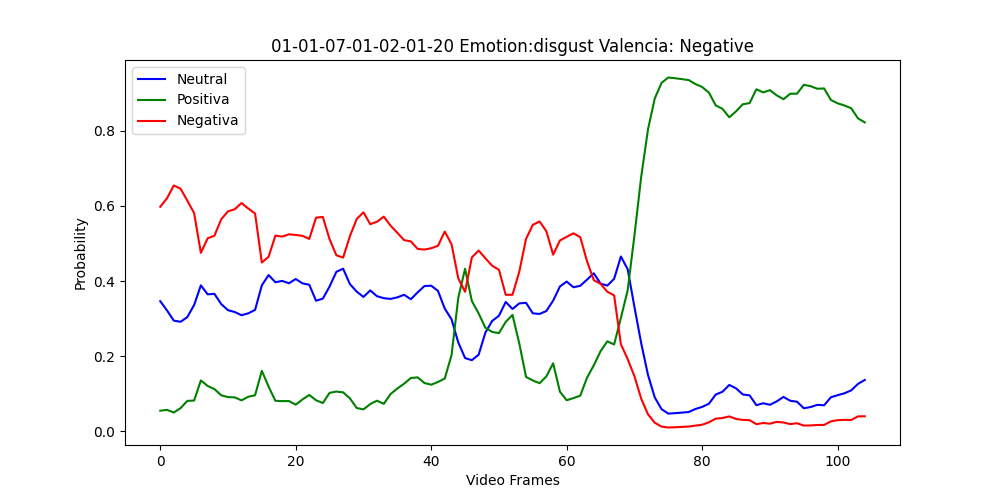 01-01-07-01-02-01-20 Emotion:disgust Valencia: Negative
Neutral
Positiva
Negativa
Probability
0.8
0.6
0.4
0.2
0.0
0 20 40 60 80 100
Video Frames